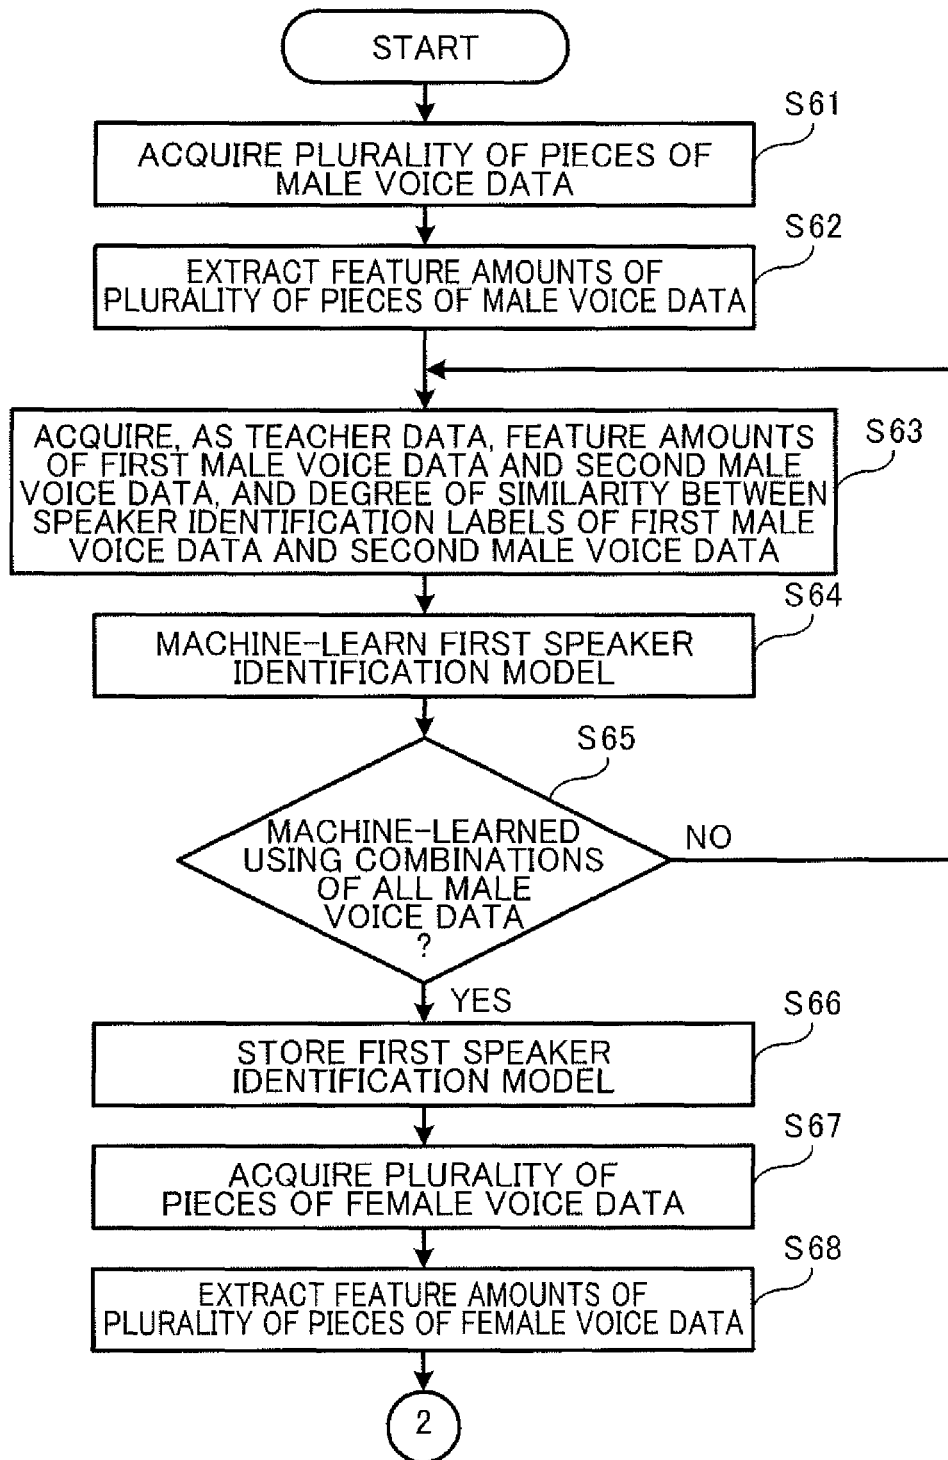 START
S61
ACQUIRE PLURALITY OF PIECES OF
MALE VOICE DATA
S62
EXTRACT FEATURE AMOUNTS OF
PLURALITY OF PIECES OF MALE VOICE DATA
S63
ACQUIRE, AS TEACHER DATA, FEATURE AMOUNTS
OF FIRST MALE VOICE DATA AND SECOND MALE
VOICE DATA, AND DEGREE OF SIMILARITY BETWEEN
SPEAKER IDENTIFICATION LABELS OF FIRST MALE
VOICE DATA AND SECOND MALE VOICE DATA
S64
MACHINE-LEARN FIRST SPEAKER
IDENTIFICATION MODEL
S65
MACHINE-LEARNED
USING COMBINATIONS
OF ALL MALE
VOICE DATA
?
NO
YES
S66
STORE FIRST SPEAKER
IDENTIFICATION MODEL
S67
ACQUIRE PLURALITY OF
PIECES OF FEMALE VOICE DATA
S68
EXTRACT FEATURE AMOUNTS OF
PLURALITY OF PIECES OF FEMALE VOICE DATA
2